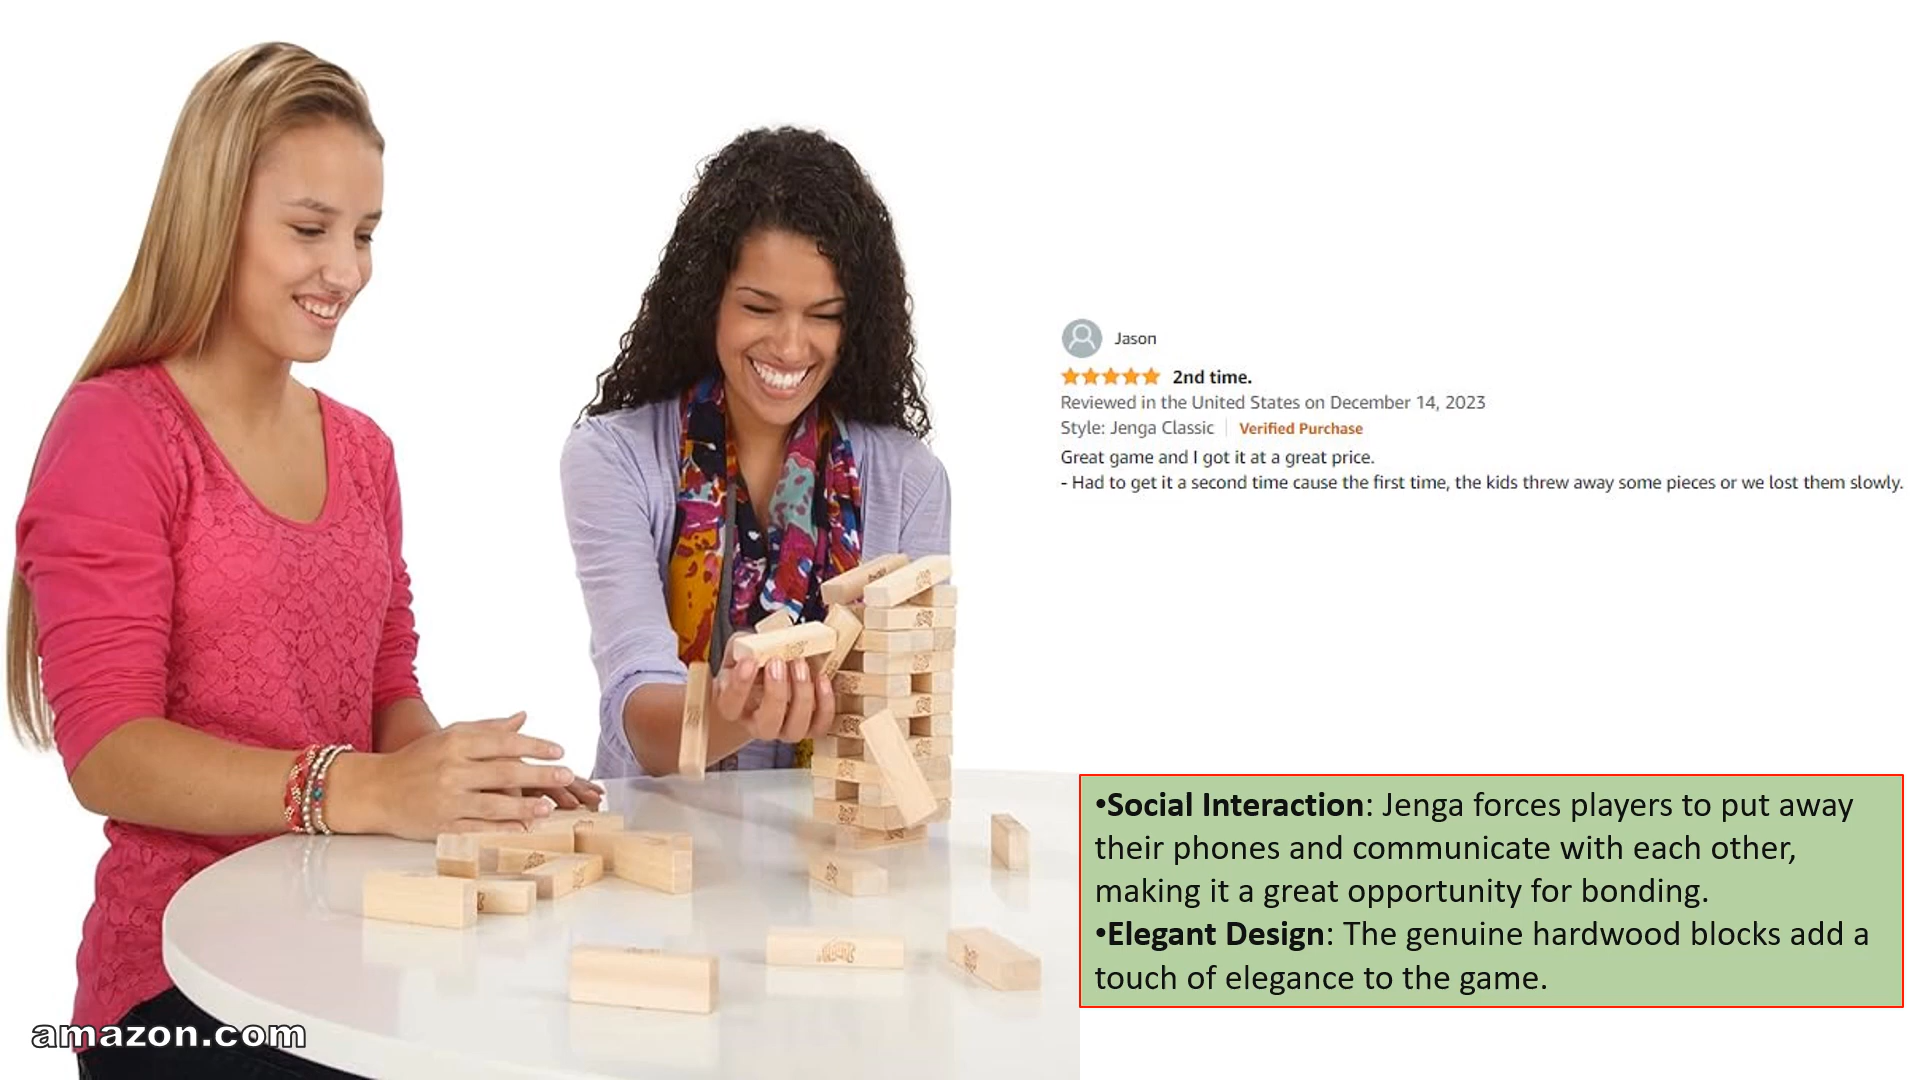 Jason
2nd time.
Reviewed in the United States on December 14, 2023
Style: Jenga Classic | Verified Purchase
Great game and I got it at a great price.
- Had to get it a second time cause the first time, the kids threw away some pieces or we lost them slowly.
•Social Interaction: Jenga forces players to put away
their phones and communicate with each other,
making it a great opportunity for bonding.
•Elegant Design: The genuine hardwood blocks add a
touch of elegance to the game.
amazon.com